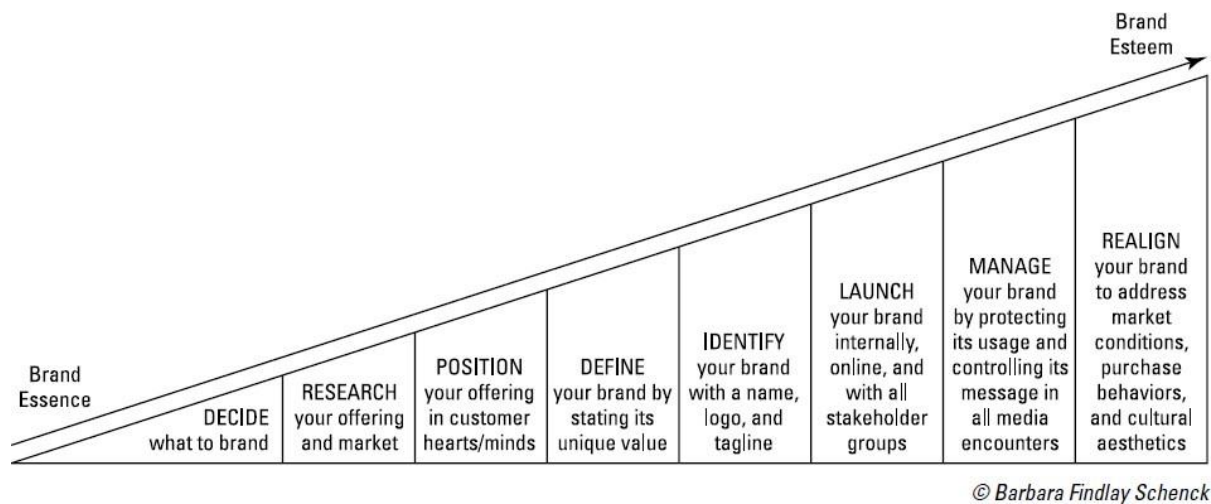 Brand
Esteem
Brand
Essence
DECIDE
what to brand
RESEARCH
your offering
and market
POSITION
your offering
in customer
hearts/minds
DEFINE
your brand by
stating its
unique value
IDENTIFY
your brand
with a name,
logo, and
tagline
LAUNCH
your brand
internally,
online, and
with all
stakeholder
groups
MANAGE
your brand
by protecting
its usage and
controlling its
message in
all media
encounters
REALIGN
your brand
to address
market
conditions,
purchase
behaviors,
and cultural
aesthetics
© Barbara Findlay Schenck